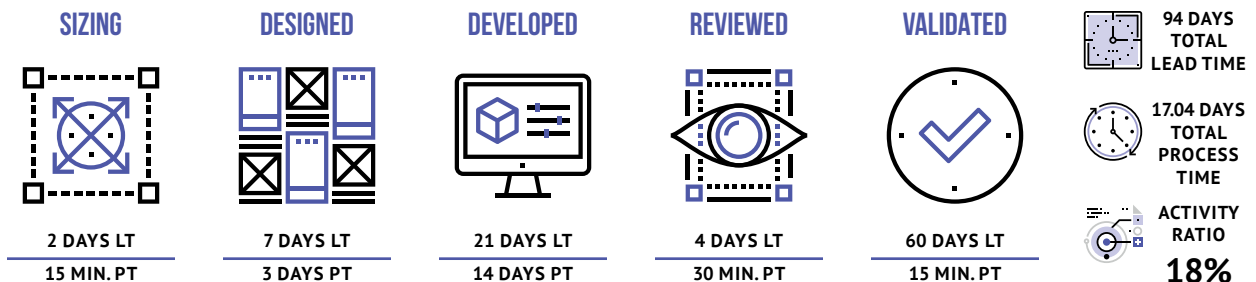 SIZING
2 DAYS LT
15 MIN. PT
DESIGNED
7 DAYS LT
3 DAYS PT
DEVELOPED
21 DAYS LT
14 DAYS PT
REVIEWED
4 DAYS LT
30 MIN. PT
VALIDATED
60 DAYS LT
15 MIN. PT
94 DAYS
TOTAL
LEAD TIME
17.04 DAYS
TOTAL
PROCESS
TIME
ACTIVITY
RATIO
18%